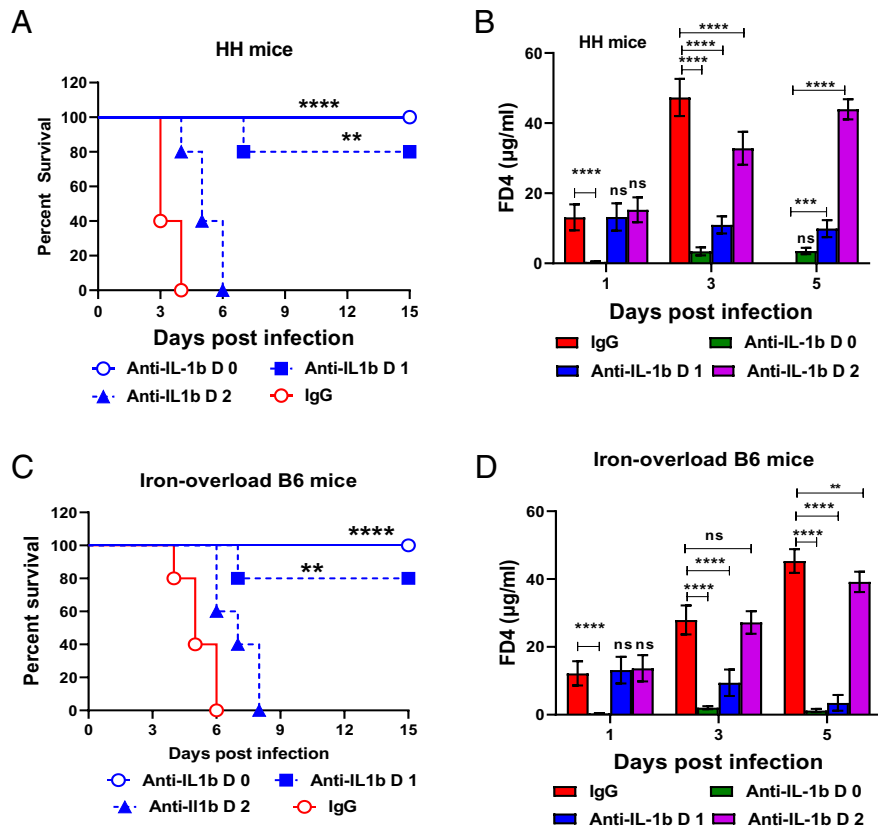 A
HH mice
Percent Survival
120
100
80
60
40
20
0
****
**
0 3 6 9 12 15
Days post infection
Anti-IL-1b D 0
Anti-IL1b D 1
Anti-IL1b D 2
IgG
B
HH mice
FD4 (µg/ml)
60
40
20
0
****
ns
ns
****
****
****
****
***
ns
1 3 5
Days post infection
IgG
Anti-IL-1b D 0
Anti-IL-1b D 1
Anti-IL-1b D 2
C
Iron-overload B6 mice
Percent survival
120
100
80
60
40
20
0
****
**
0 3 6 9 12 15
Days post infection
Anti-IL1b D 0
Anti-IL1b D 1
Anti-Il1b D 2
IgG
D
Iron-overload B6 mice
FD4 (µg/ml)
60
40
20
0
****
ns
ns
ns
****
****
**
****
****
1 3 5
Days post infection
IgG
Anti-IL-1b D 0
Anti-IL-1b D 1
Anti-IL-1b D 2